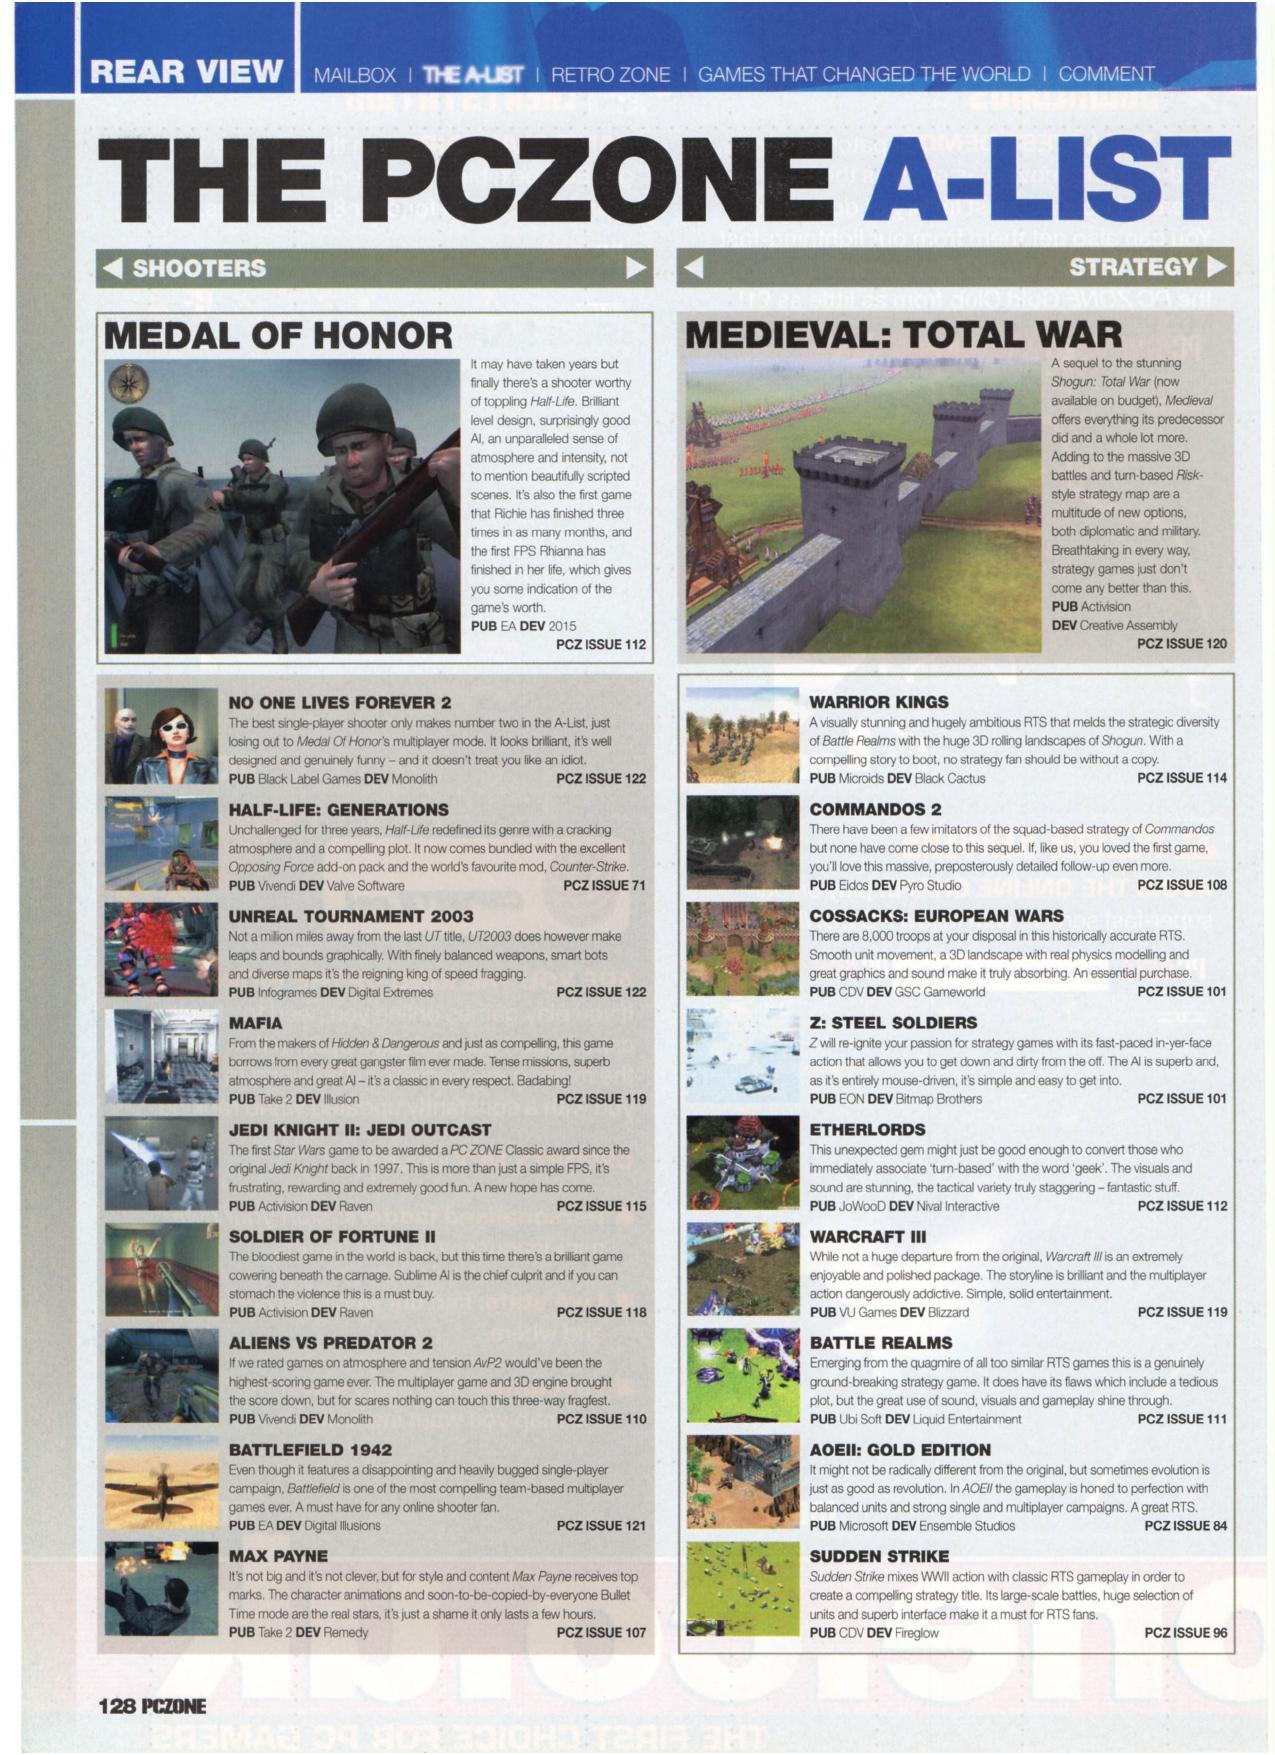 REAR VIEW
MAILBOX | THE A-LIST | RETRO ZONE | GAMES THAT CHANGED THE WORLD | COMMENT
THE PCZONE A-LIST
SHOOTERS
MEDAL OF HONOR
It may have taken years but
finally there's a shooter worthy
of toppling Half-Life. Brilliant
level design, surprisingly good
AI, an unparalleled sense of
atmosphere and intensity, not
to mention beautifully scripted
scenes. It's also the first game
that Richie has finished three
times in as many months, and
the first FPS Rhianna has
finished in her life, which gives
you some indication of the
game's worth.
PUB EA DEV 2015
PCZ ISSUE 112
NO ONE LIVES FOREVER 2
The best single-player shooter only makes number two in the A-List, just
losing out to Medal Of Honor's multiplayer mode. It looks brilliant, it's well
designed and genuinely funny – and it doesn't treat you like an idiot.
PUB Black Label Games DEV Monolith PCZ ISSUE 122
HALF-LIFE: GENERATIONS
Unchallenged for three years, Half-Life redefined its genre with a cracking
atmosphere and a compelling plot. It now comes bundled with the excellent
Opposing Force add-on pack and the world's favourite mod, Counter-Strike.
PUB Vivendi DEV Valve Software PCZ ISSUE 71
UNREAL TOURNAMENT 2003
Not a million miles away from the last UT title, UT2003 does however make
leaps and bounds graphically. With finely balanced weapons, smart bots
and diverse maps it's the reigning king of speed fragging.
PUB Infogrames DEV Digital Extremes PCZ ISSUE 122
MAFIA
From the makers of Hidden & Dangerous and just as compelling, this game
borrows from every great gangster film ever made. Tense missions, superb
atmosphere and great AI – it's a classic in every respect. Badabing!
PUB Take 2 DEV Illusion PCZ ISSUE 119
JEDI KNIGHT II: JEDI OUTCAST
The first Star Wars game to be awarded a PC ZONE Classic award since the
original Jedi Knight back in 1997. This is more than just a simple FPS, it's
frustrating, rewarding and extremely good fun. A new hope has come.
PUB Activision DEV Raven PCZ ISSUE 115
SOLDIER OF FORTUNE II
The bloodiest game in the world is back, but this time there's a brilliant game
cowering beneath the carnage. Sublime AI is the chief culprit and if you can
stomach the violence this is a must buy.
PUB Activision DEV Raven PCZ ISSUE 118
ALIENS VS PREDATOR 2
If we rated games on atmosphere and tension AvP2 would've been the
highest-scoring game ever. The multiplayer game and 3D engine brought
the score down, but for scares nothing can touch this three-way fragfest.
PUB Vivendi DEV Monolith PCZ ISSUE 110
BATTLEFIELD 1942
Even though it features a disappointing and heavily bugged single-player
campaign, Battlefield is one of the most compelling team-based multiplayer
games ever. A must have for any online shooter fan.
PUB EA DEV Digital Illusions PCZ ISSUE 121
MAX PAYNE
It's not big and it's not clever, but for style and content Max Payne receives top
marks. The character animations and soon-to-be-copied-by-everyone Bullet
Time mode are the real stars, it's just a shame it only lasts a few hours.
PUB Take 2 DEV Remedy PCZ ISSUE 107
STRATEGY
MEDIEVAL: TOTAL WAR
A sequel to the stunning
Shogun: Total War (now
available on budget), Medieval
offers everything its predecessor
did and a whole lot more.
Adding to the massive 3D
battles and turn-based Risk-
style strategy map are a
multitude of new options,
both diplomatic and military.
Breathtaking in every way,
strategy games just don't
come any better than this.
PUB Activision
DEV Creative Assembly
PCZ ISSUE 120
WARRIOR KINGS
A visually stunning and hugely ambitious RTS that melds the strategic diversity
of Battle Realms with the huge 3D rolling landscapes of Shogun. With a
compelling story to boot, no strategy fan should be without a copy.
PUB Microids DEV Black Cactus PCZ ISSUE 114
COMMANDOS 2
There have been a few imitators of the squad-based strategy of Commandos
but none have come close to this sequel. If, like us, you loved the first game,
you'll love this massive, preposterously detailed follow-up even more.
PUB Eidos DEV Pyro Studio PCZ ISSUE 108
COSSACKS: EUROPEAN WARS
There are 8,000 troops at your disposal in this historically accurate RTS.
Smooth unit movement, a 3D landscape with real physics modelling and
great graphics and sound make it truly absorbing. An essential purchase.
PUB CDV DEV GSC Gameworld PCZ ISSUE 101
Z: STEEL SOLDIERS
Z will re-ignite your passion for strategy games with its fast-paced in-yer-face
action that allows you to get down and dirty from the off. The AI is superb and,
as it's entirely mouse-driven, it's simple and easy to get into.
PUB EON DEV Bitmap Brothers PCZ ISSUE 101
ETHERLORDS
This unexpected gem might just be good enough to convert those who
immediately associate 'turn-based' with the word 'geek'. The visuals and
sound are stunning, the tactical variety truly staggering – fantastic stuff.
PUB JoWooD DEV Nival Interactive PCZ ISSUE 112
WARCRAFT III
While not a huge departure from the original, Warcraft III is an extremely
enjoyable and polished package. The storyline is brilliant and the multiplayer
action dangerously addictive. Simple, solid entertainment.
PUB VU Games DEV Blizzard PCZ ISSUE 119
BATTLE REALMS
Emerging from the quagmire of all too similar RTS games this is a genuinely
ground-breaking strategy game. It does have its flaws which include a tedious
plot, but the great use of sound, visuals and gameplay shine through.
PUB Ubi Soft DEV Liquid Entertainment PCZ ISSUE 111
AOEII: GOLD EDITION
It might not be radically different from the original, but sometimes evolution is
just as good as revolution. In AOEII the gameplay is honed to perfection with
balanced units and strong single and multiplayer campaigns. A great RTS.
PUB Microsoft DEV Ensemble Studios PCZ ISSUE 84
SUDDEN STRIKE
Sudden Strike mixes WWII action with classic RTS gameplay in order to
create a compelling strategy title. Its large-scale battles, huge selection of
units and superb interface make it a must for RTS fans.
PUB CDV DEV Fireglow PCZ ISSUE 96
128 PCZONE